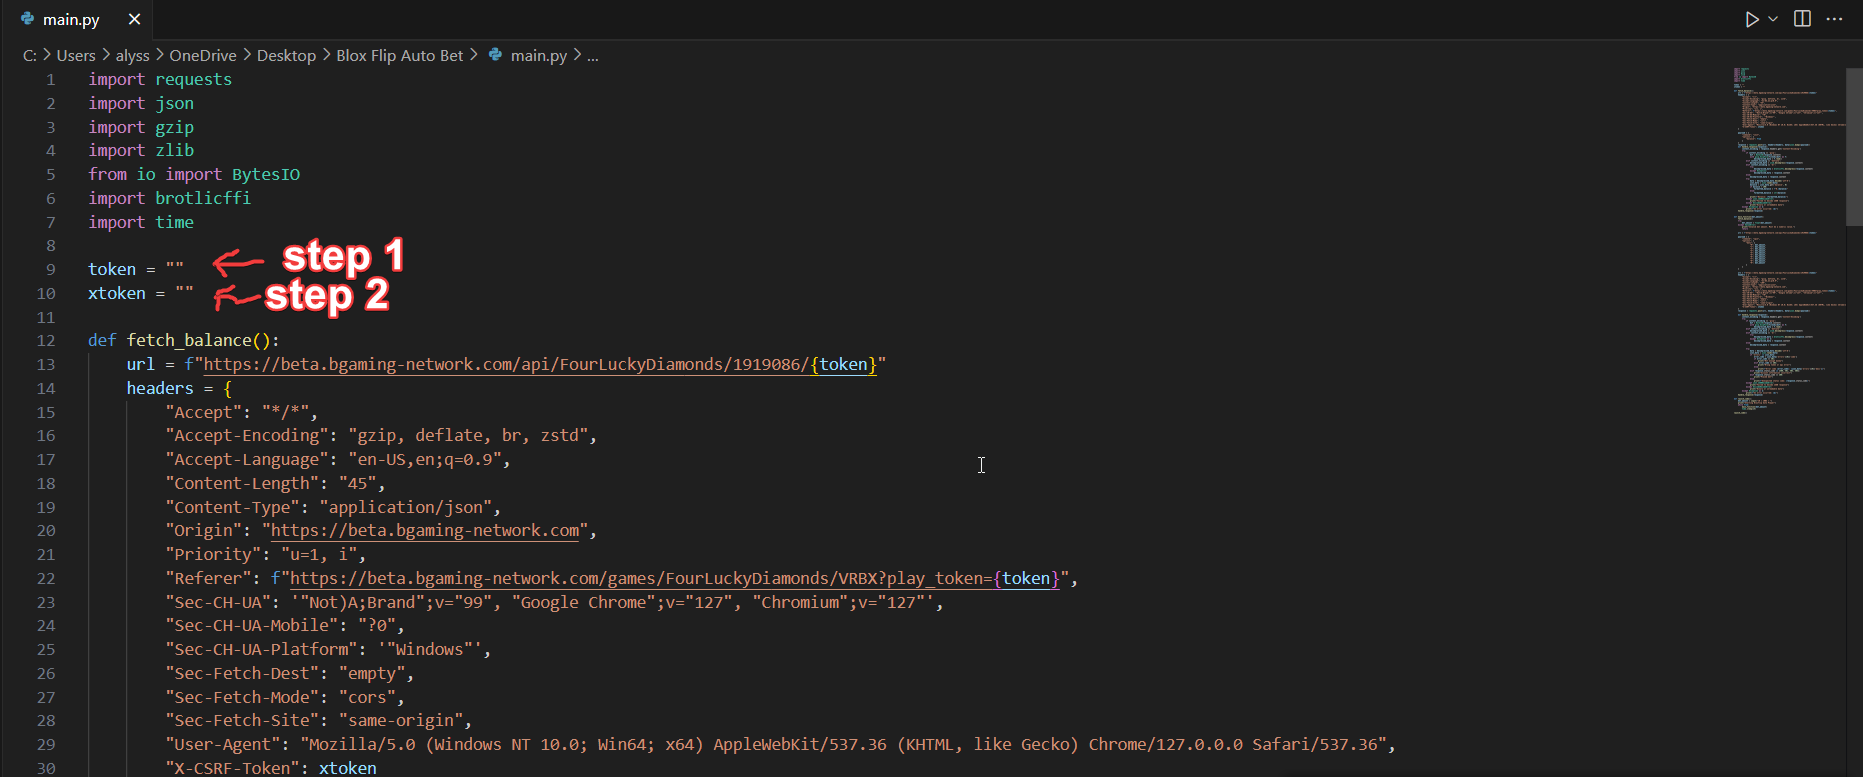 main.py
C: > Users > alyss > OneDrive > Desktop > Blox Flip Auto Bet > main.py > ...
1 import requests
2 import json
3 import gzip
4 import zlib
5 from io import BytesIO
6 import brotlicffi
7 import time
8
9 token = "" step 1
10 xtoken = "" step 2
11
12 def fetch_balance():
13 url = f"https://beta.bgaming-network.com/api/FourLuckyDiamonds/1919086/{token}"
14 headers = {
15 "Accept": "*/*",
16 "Accept-Encoding": "gzip, deflate, br, zstd",
17 "Accept-Language": "en-US,en;q=0.9",
18 "Content-Length": "45",
19 "Content-Type": "application/json",
20 "Origin": "https://beta.bgaming-network.com",
21 "Priority": "u=1, i",
22 "Referer": f"https://beta.bgaming-network.com/games/FourLuckyDiamonds/VRBX?play_token={token}",
23 "Sec-CH-UA": '"Not)A;Brand";v="99", "Google Chrome";v="127", "Chromium";v="127"',
24 "Sec-CH-UA-Mobile": "?0",
25 "Sec-CH-UA-Platform": '"Windows"',
26 "Sec-Fetch-Dest": "empty",
27 "Sec-Fetch-Mode": "cors",
28 "Sec-Fetch-Site": "same-origin",
29 "User-Agent": "Mozilla/5.0 (Windows NT 10.0; Win64; x64) AppleWebKit/537.36 (KHTML, like Gecko) Chrome/127.0.0.0 Safari/537.36",
30 "X-CSRF-Token": xtoken